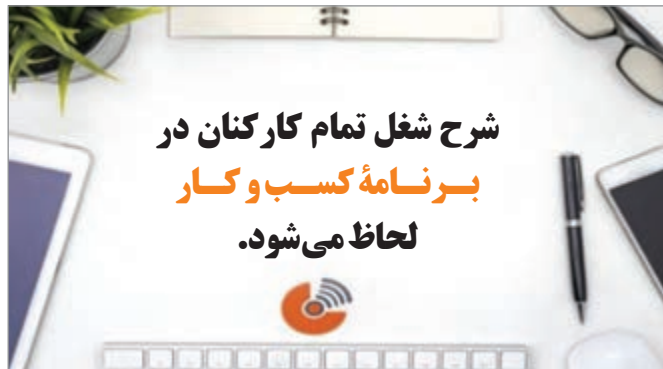 شرح شغل تمام کارکنان در
برنامهٔ کسب و کار
لحاظ می‌شود.